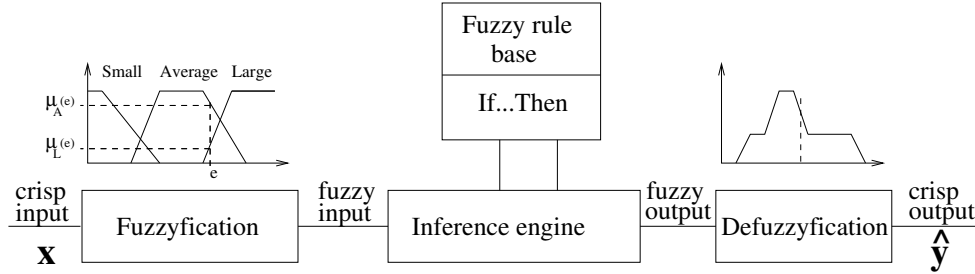 Fuzzy rule
base
If...Then
Small Average Large
μA(e)
μL(e)
e
crisp
input
x
Fuzzyfication
fuzzy
input
Inference engine
fuzzy
output
Defuzzyfication
crisp
output
ŷ